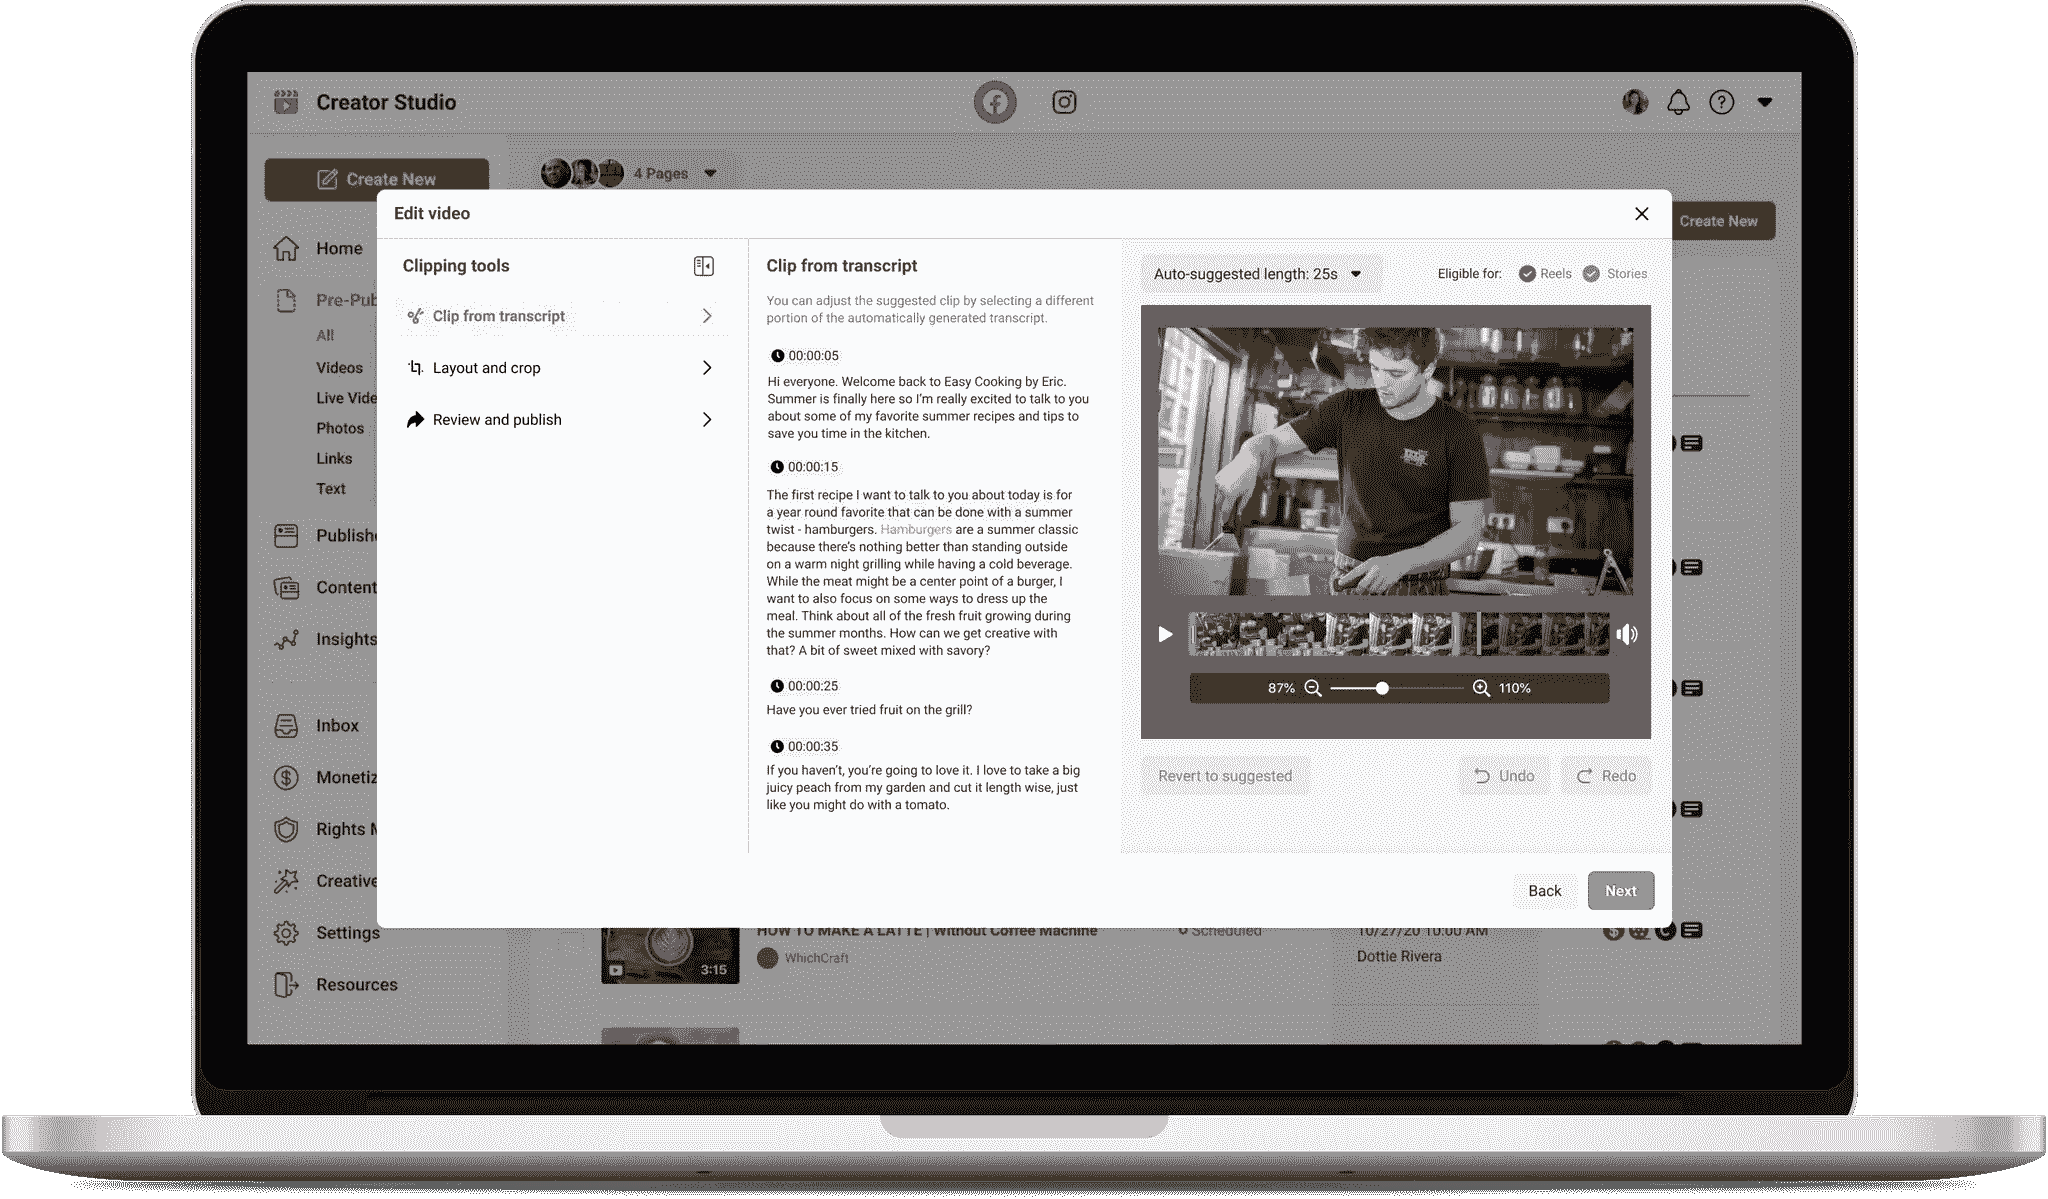 Creator Studio
Create New
4 Pages
Create New
Home
Pre-Pub
All
Videos
Live Vide
Photos
Links
Text
Publishe
Content
Insights
Inbox
Monetiz
Rights M
Creative
Settings
Resources
Edit video
Clipping tools
Clip from transcript
Layout and crop
Review and publish
Clip from transcript
You can adjust the suggested clip by selecting a different
portion of the automatically generated transcript.
00:00:05
Hi everyone. Welcome back to Easy Cooking by Eric.
Summer is finally here so I'm really excited to talk to you
about some of my favorite summer recipes and tips to
save you time in the kitchen.
00:00:15
The first recipe I want to talk to you about today is for
a year round favorite that can be done with a summer
twist - hamburgers. Hamburgers are a summer classic
because there's nothing better than standing outside
on a warm night grilling while having a cold beverage.
While the meat might be a center point of a burger, I
want to also focus on some ways to dress up the
meal. Think about all of the fresh fruit growing during
the summer months. How can we get creative with
that? A bit of sweet mixed with savory?
00:00:25
Have you ever tried fruit on the grill?
00:00:35
If you haven't, you're going to love it. I love to take a big
juicy peach from my garden and cut it length wise, just
like you might do with a tomato.
Auto-suggested length: 25s
Eligible for: Reels Stories
87% 110%
Revert to suggested
Undo
Redo
Back
Next
HOW TO MAKE A LATTE | Without Coffee Machine
WhichCraft
3:15
Scheduled
10/27/20 10:00 AM
Dottie Rivera